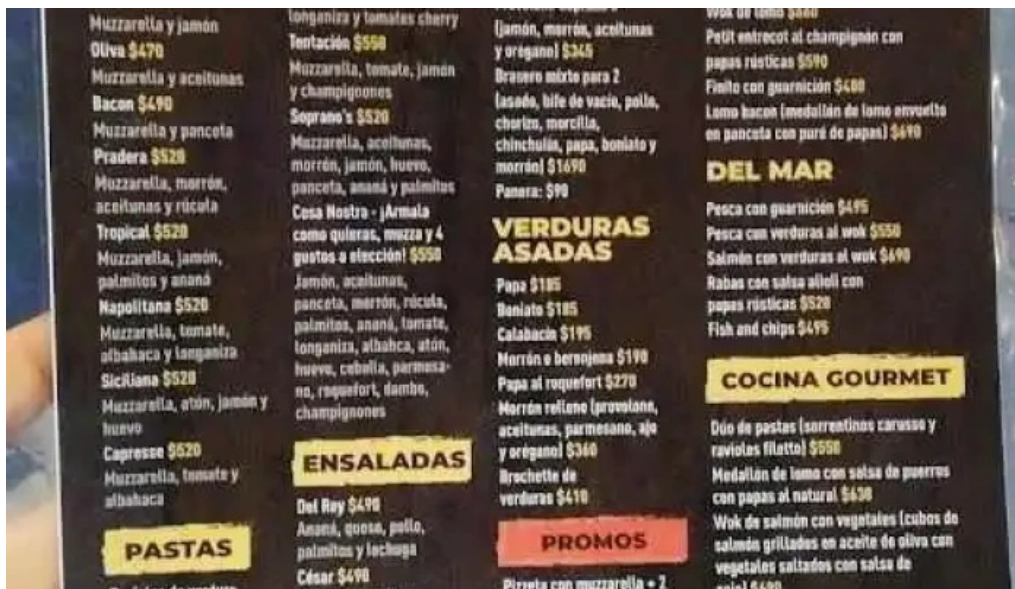 Muzzarella y jamón
Oliva $470
Muzzarella y aceitunas
Bacon $490
Muzzarella y panceta
Pradera $520
Muzzarella, morrón,
aceitunas y rúcula
Tropical $520
Muzzarella, jamón,
palmitos y ananá
Napolitana $520
Muzzarella, tomate,
albahaca y longaniza
Siciliana $520
Muzzarella, atún, jamón y
huevo
Capresse $520
Muzzarella, tomate y
albahaca
PASTAS
longaniza y tomates cherry
Tentación $550
Muzzarella, tomate, jamón
y champignones
Soprano's $520
Muzzarella, aceitunas,
morrón, jamón, huevo,
panceta, ananá y palmitos
Cosa Nostra - ¡Armala
como quieras, muzza y 4
gustos a elección! $550
Jamón, aceitunas,
panceta, morrón, rúcula,
palmitos, ananá, tomate,
longaniza, albahca, atún,
huevo, cebolla, parmesa-
no, roquefort, dambo,
champignones
ENSALADAS
Del Rey $490
Ananá, queso, pollo,
palmitos y lechuga
César $490
(jamón, morrón, aceitunas
y orégano) $345
Brasero mixto para 2
(asado, bife de vacío, pollo,
chorizo, morcilla,
chinchulín, papa, boniato y
morrón) $1690
Panera: $90
VERDURAS
ASADAS
Papa $185
Boniato $185
Calabacín $195
Morrón o berenjena $190
Papa al roquefort $270
Morrón relleno (provolone,
aceitunas, parmesano, ajo
y orégano) $360
Brochette de
verduras $410
PROMOS
Pizzeta con muzzarella + 2
Wok de lomo
Petit entrecot al champignón con
papas rústicas $590
Finito con guarnición $480
Lomo bacon (medallón de lomo envuelto
en panceta con puré de papas) $690
DEL MAR
Pesca con guarnición $495
Pesca con verduras al wok $550
Salmón con verduras al wok $690
Rabas con salsa alioli con
papas rústicas $520
Fish and chips $495
COCINA GOURMET
Dúo de pastas (sorrentinos carusso y
ravioles filetto) $550
Medallón de lomo con salsa de puerros
con papas al natural $630
Wok de salmón con vegetales (cubos de
salmón grillados en aceite de oliva con
vegetales saltados con salsa de